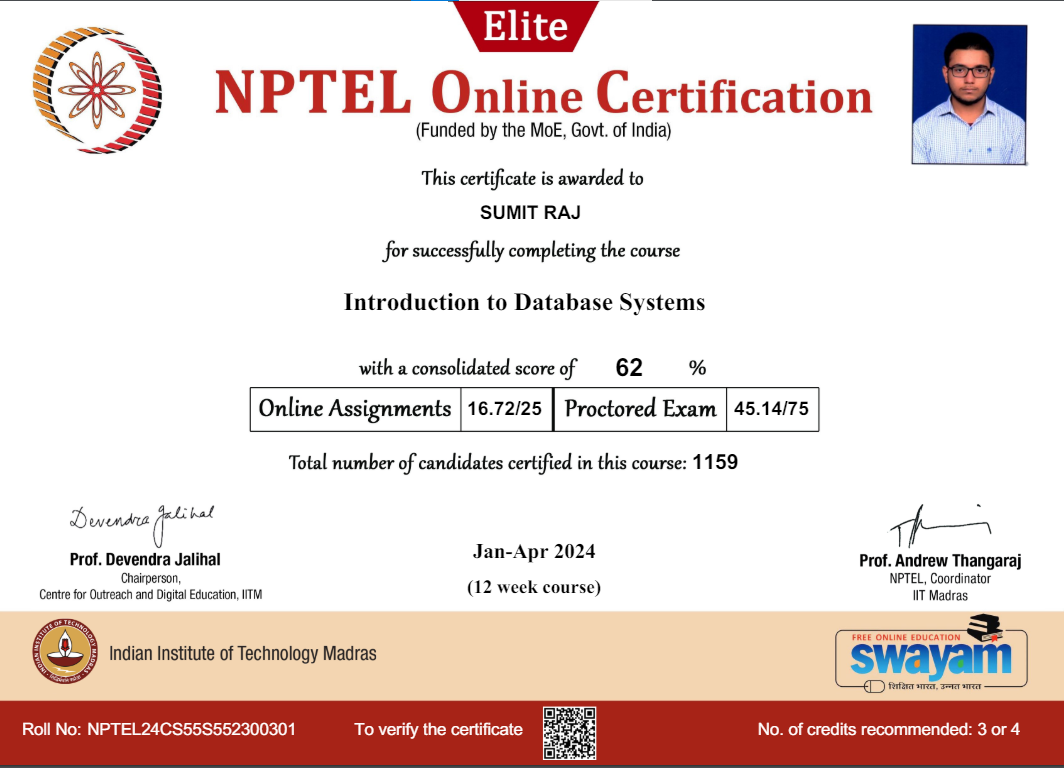 Elite
NPTEL Online Certification
(Funded by the MoE, Govt. of India)
This certificate is awarded to
SUMIT RAJ
for successfully completing the course
Introduction to Database Systems
with a consolidated score of 62 %
Online Assignments 16.72/25 Proctored Exam 45.14/75
Total number of candidates certified in this course: 1159
Devendra Jalihal
Prof. Devendra Jalihal
Chairperson,
Centre for Outreach and Digital Education, IITM
Jan-Apr 2024
(12 week course)
Prof. Andrew Thangaraj
NPTEL, Coordinator
IIT Madras
INDIAN INSTITUTE OF TECHNOLOGY MADRAS
Indian Institute of Technology Madras
FREE ONLINE EDUCATION
swayam
शिक्षित भारत, उन्नत भारत
Roll No: NPTEL24CS55S552300301
To verify the certificate
No. of credits recommended: 3 or 4